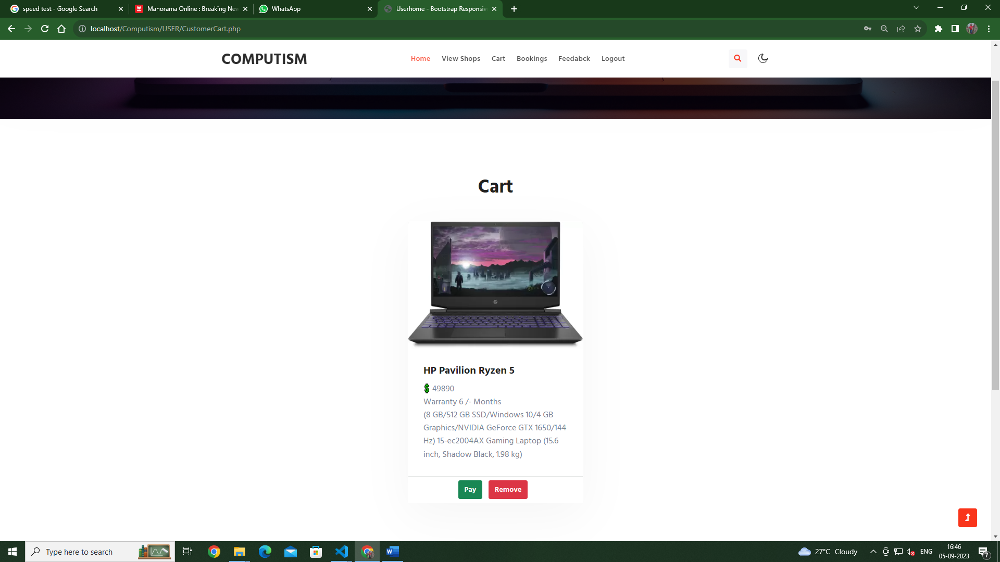 speed test - Google Search
Manorama Online : Breaking Nev
WhatsApp
Userhome - Bootstrap Responsiv
localhost/Computism/USER/CustomerCart.php
COMPUTISM
Home
View Shops
Cart
Bookings
Feedabck
Logout
Cart
HP Pavilion Ryzen 5
$ 49890
Warranty 6 /- Months
(8 GB/512 GB SSD/Windows 10/4 GB
Graphics/NVIDIA GeForce GTX 1650/144
Hz) 15-ec2004AX Gaming Laptop (15.6
inch, Shadow Black, 1.98 kg)
Pay
Remove
Type here to search
27°C Cloudy
ENG
16:46
05-09-2023
7